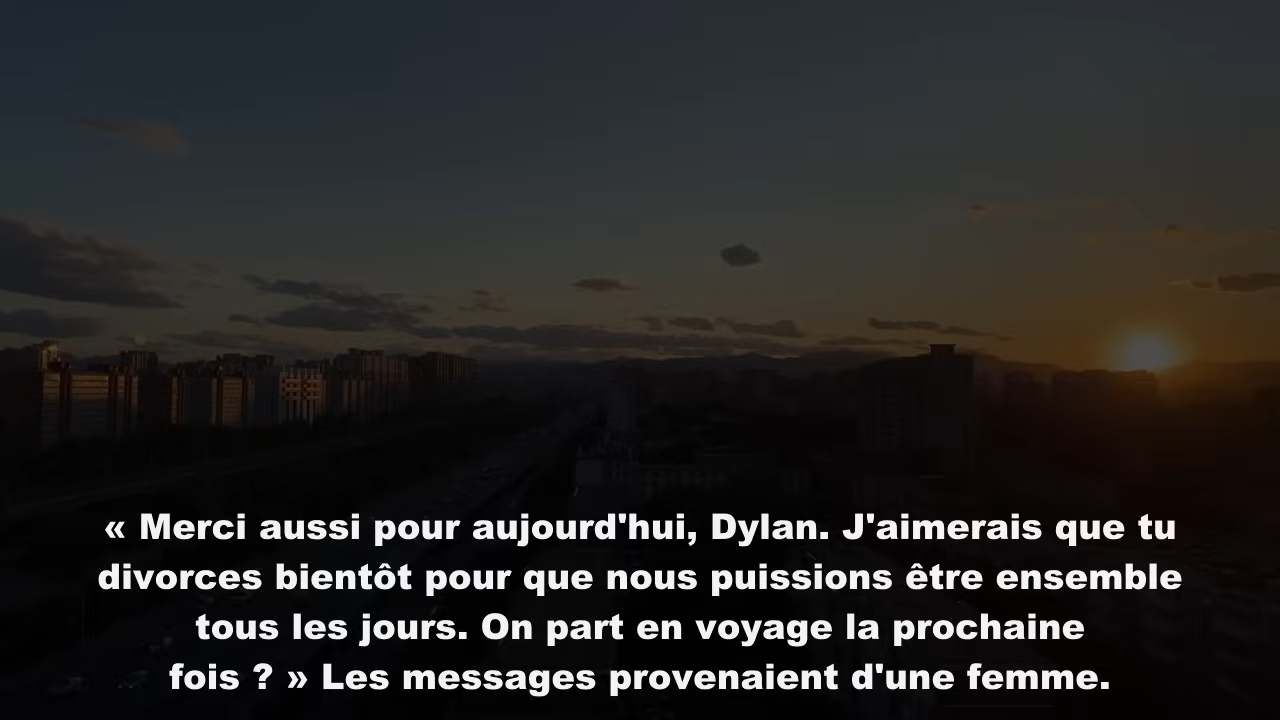 « Merci aussi pour aujourd'hui, Dylan. J'aimerais que tu
divorces bientôt pour que nous puissions être ensemble
tous les jours. On part en voyage la prochaine
fois ? » Les messages provenaient d'une femme.